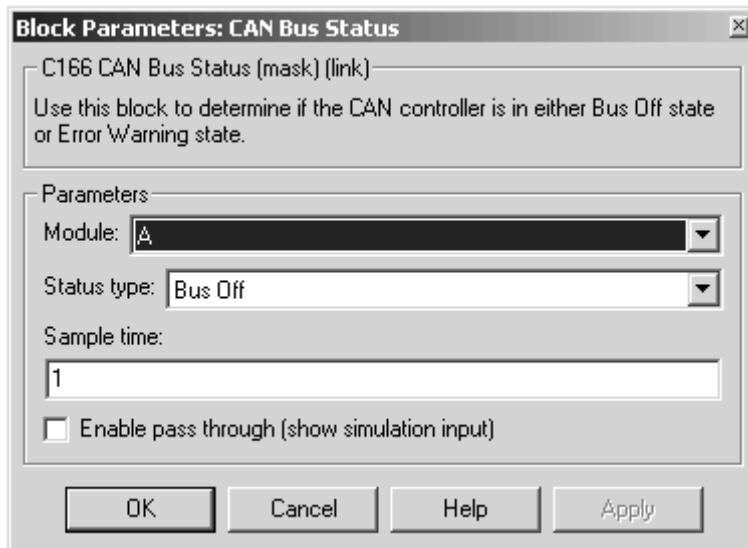 Block Parameters: CAN Bus Status
C166 CAN Bus Status (mask) (link)
Use this block to determine if the CAN controller is in either Bus Off state
or Error Warning state.
Parameters
Module: A
Status type: Bus Off
Sample time:
1
Enable pass through (show simulation input)
OK Cancel Help Apply